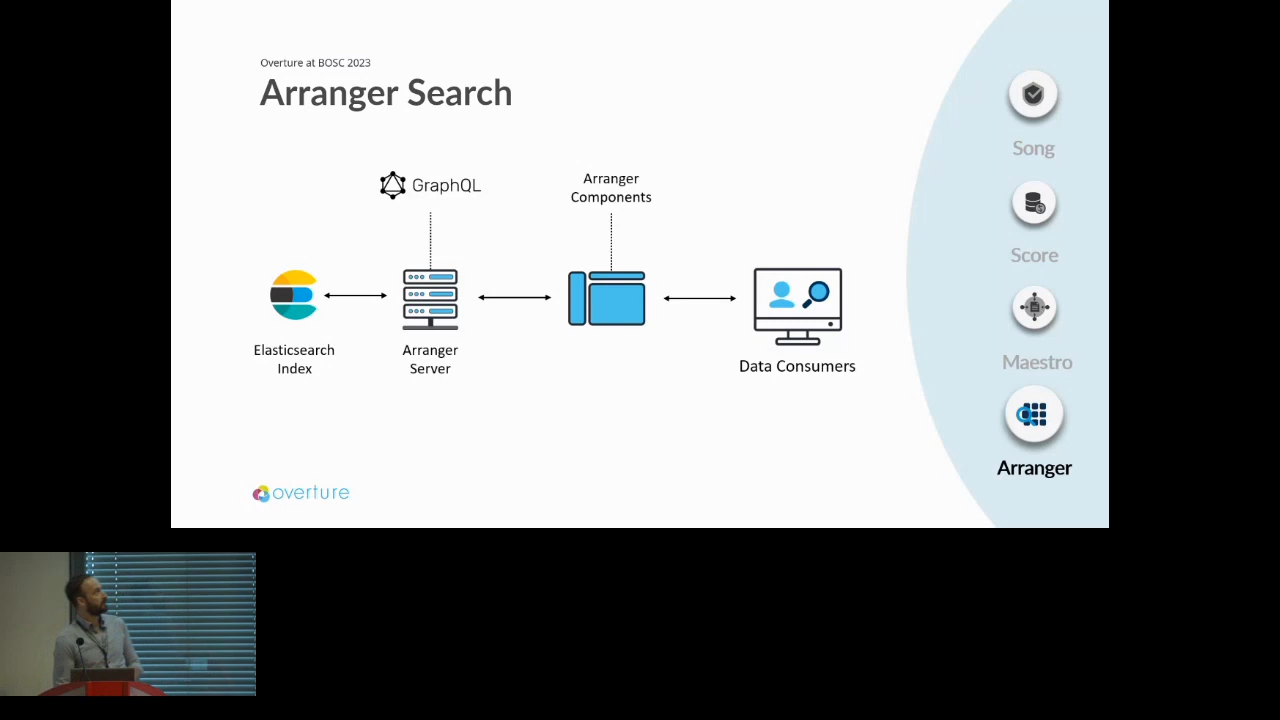 Overture at BOSC 2023
Arranger Search
GraphQL
Arranger
Components
Elasticsearch
Index
Arranger
Server
Data Consumers
overture
Song
Score
Maestro
Arranger